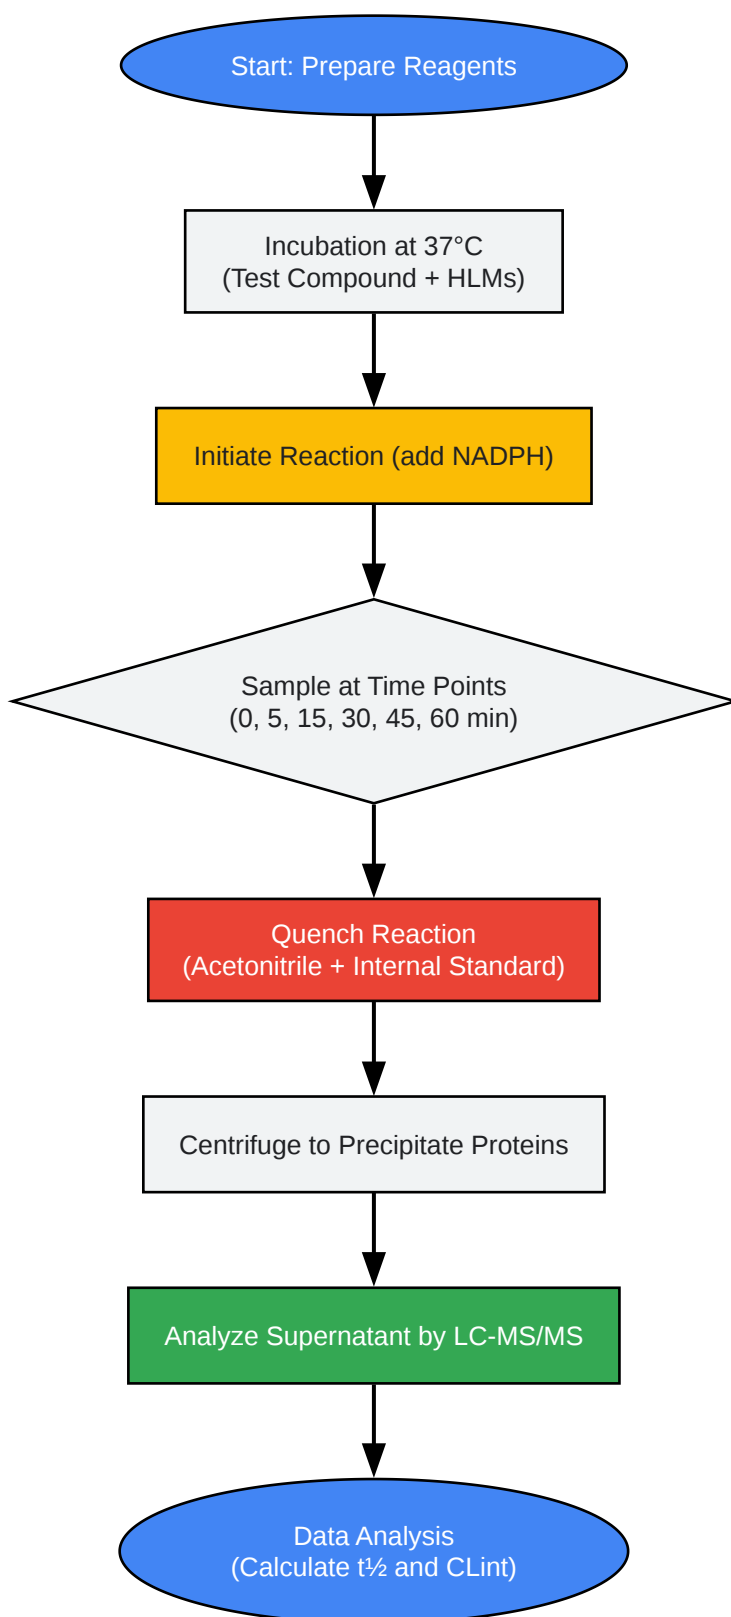 Start: Prepare Reagents
Incubation at 37°C
(Test Compound + HLMs)
Initiate Reaction (add NADPH)
Sample at Time Points
(0, 5, 15, 30, 45, 60 min)
Quench Reaction
(Acetonitrile + Internal Standard)
Centrifuge to Precipitate Proteins
Analyze Supernatant by LC-MS/MS
Data Analysis
(Calculate t½ and CLint)